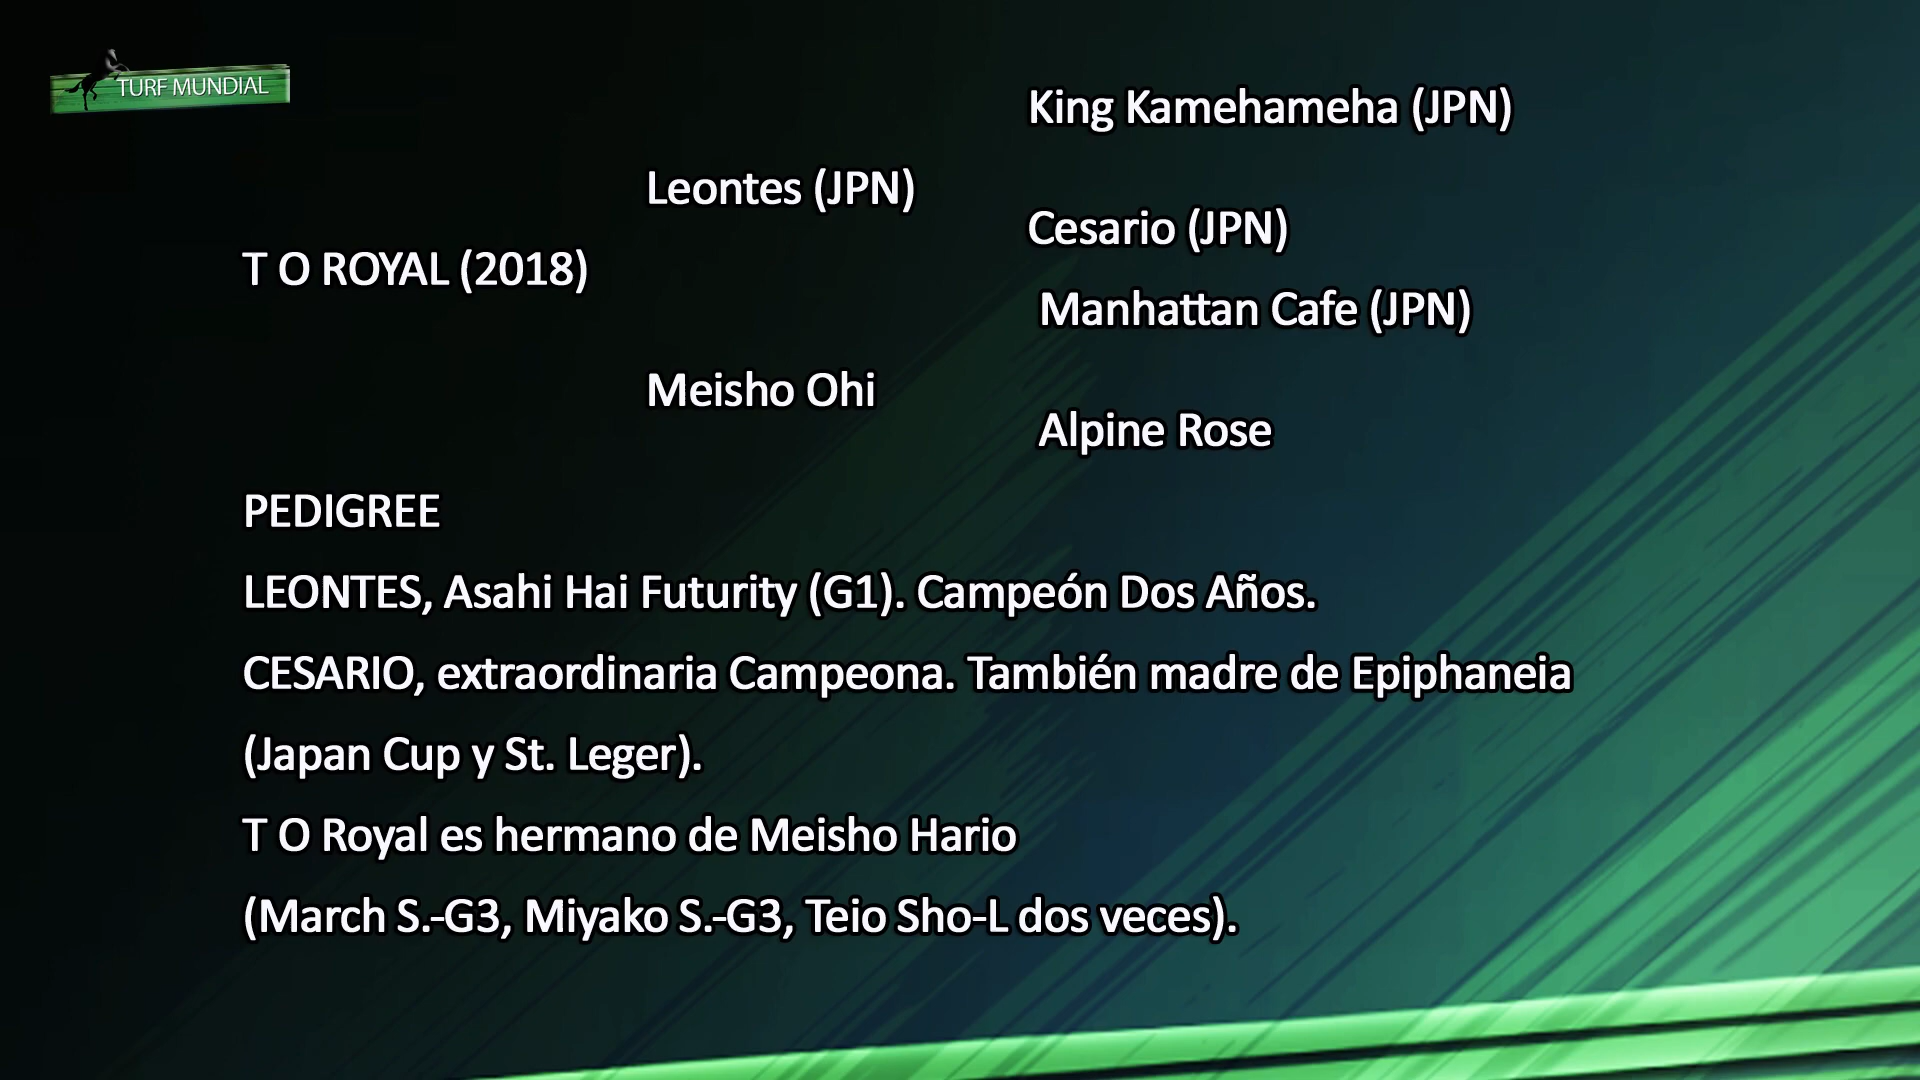 TURF MUNDIAL
King Kamehameha (JPN)
Leontes (JPN)
Cesario (JPN)
T O ROYAL (2018)
Manhattan Cafe (JPN)
Meisho Ohi
Alpine Rose
PEDIGREE
LEONTES, Asahi Hai Futurity (G1). Campeón Dos Años.
CESARIO, extraordinaria Campeona. También madre de Epiphaneia
(Japan Cup y St. Leger).
T O Royal es hermano de Meisho Hario
(March S.-G3, Miyako S.-G3, Teio Sho-L dos veces).